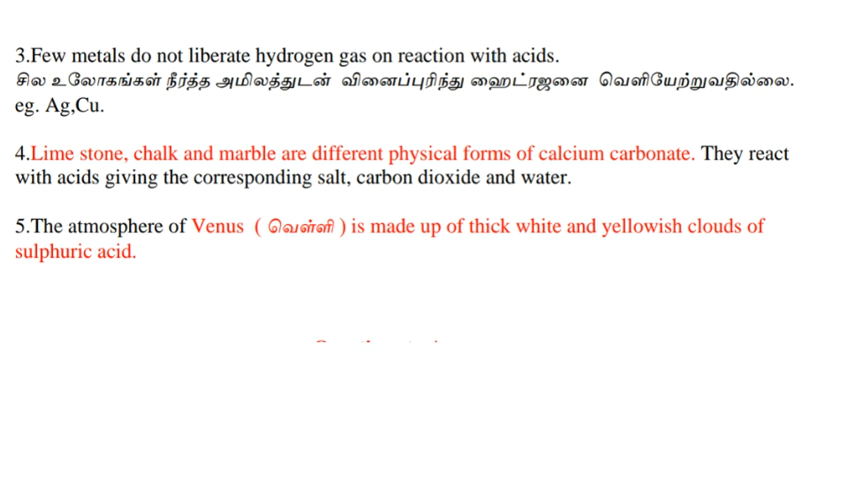 3.Few metals do not liberate hydrogen gas on reaction with acids.
சில உலோகங்கள் நீர்த்த அமிலத்துடன் வினைப்புரிந்து ஹைட்ரஜனை வெளியேற்றுவதில்லை.
eg. Ag,Cu.
4.Lime stone, chalk and marble are different physical forms of calcium carbonate. They react
with acids giving the corresponding salt, carbon dioxide and water.
5.The atmosphere of Venus ( வெள்ளி ) is made up of thick white and yellowish clouds of
sulphuric acid.